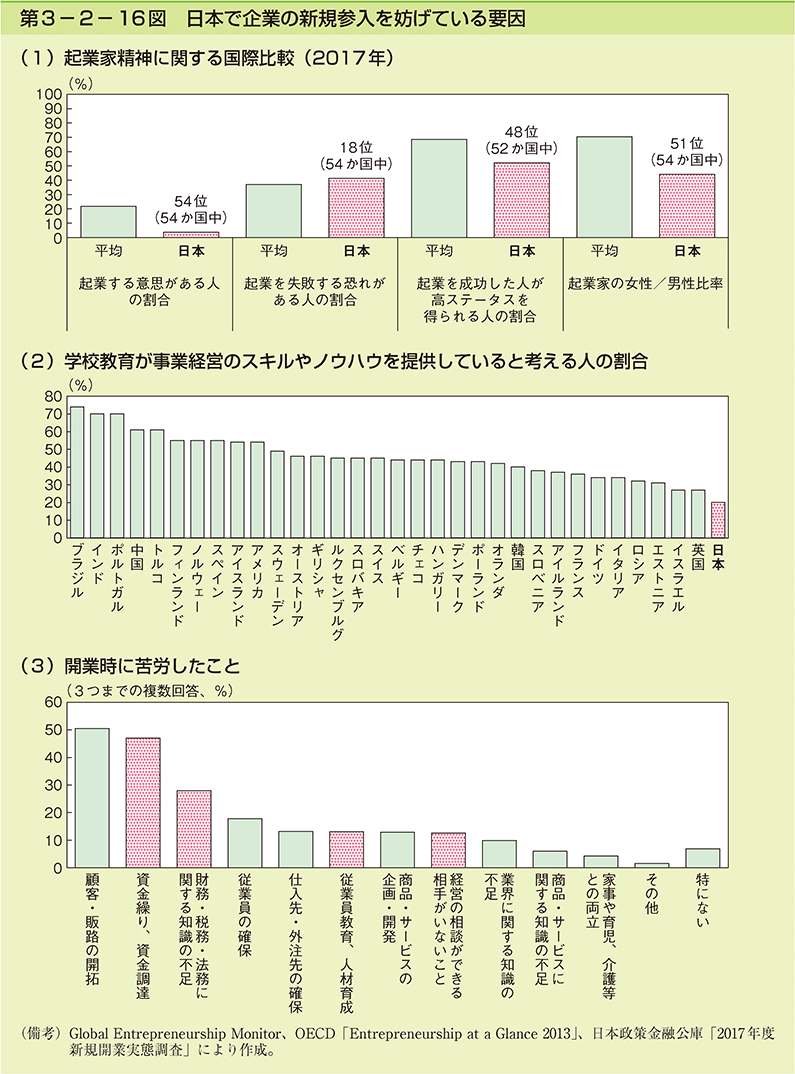 第3－2－16図　日本で企業の新規参入を妨げている要因
（1）起業家精神に関する国際比較（2017年）
（％）
100
90
80
70
60
50
40
30
20
10
0
54位
（54か国中）
18位
（54か国中）
48位
（52か国中）
51位
（54か国中）
平均　日本　平均　日本　平均　日本　平均　日本
起業する意思がある人
の割合
起業を失敗する恐れが
ある人の割合
起業を成功した人が
高ステータスを
得られる人の割合
起業家の女性／男性比率
（2）学校教育が事業経営のスキルやノウハウを提供していると考える人の割合
（％）
80
70
60
50
40
30
20
10
0
ブラジル
インド
ポルトガル
中国
トルコ
フィンランド
ノルウェー
スペイン
アイスランド
アメリカ
スウェーデン
オーストリア
ギリシャ
ルクセンブルグ
スロバキア
スイス
ベルギー
チェコ
ハンガリー
デンマーク
ポーランド
オランダ
韓国
スロベニア
アイルランド
フランス
ドイツ
イタリア
ロシア
エストニア
イスラエル
英国
日本
（3）開業時に苦労したこと
（3つまでの複数回答、％）
60
50
40
30
20
10
0
顧客・販路の開拓
資金繰り、資金調達
財務・税務・法務に
関する知識の不足
従業員の確保
仕入先・外注先の確保
従業員教育、人材育成
商品・サービスの
企画・開発
経営の相談ができる
相手がいないこと
業界に関する知識の
不足
商品・サービスに
関する知識の不足
家事や育児、介護等
との両立
その他
特にない
（備考）Global Entrepreneurship Monitor、OECD「Entrepreneurship at a Glance 2013」、日本政策金融公庫「2017年度
新規開業実態調査」により作成。